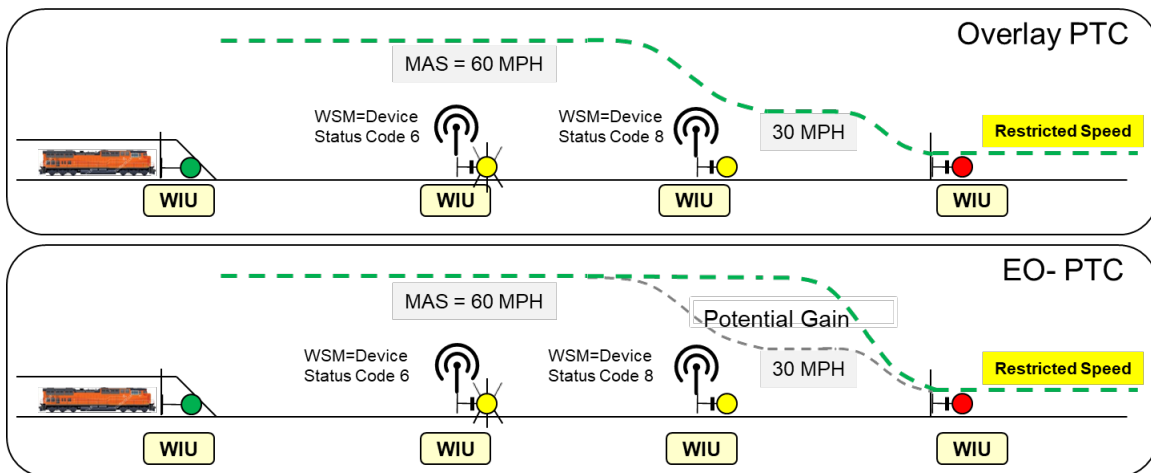 Overlay PTC
MAS = 60 MPH
WSM=Device
Status Code 6
WSM=Device
Status Code 8
30 MPH
Restricted Speed
WIU
WIU
WIU
WIU
EO- PTC
MAS = 60 MPH
Potential Gain
WSM=Device
Status Code 6
WSM=Device
Status Code 8
30 MPH
Restricted Speed
WIU
WIU
WIU
WIU